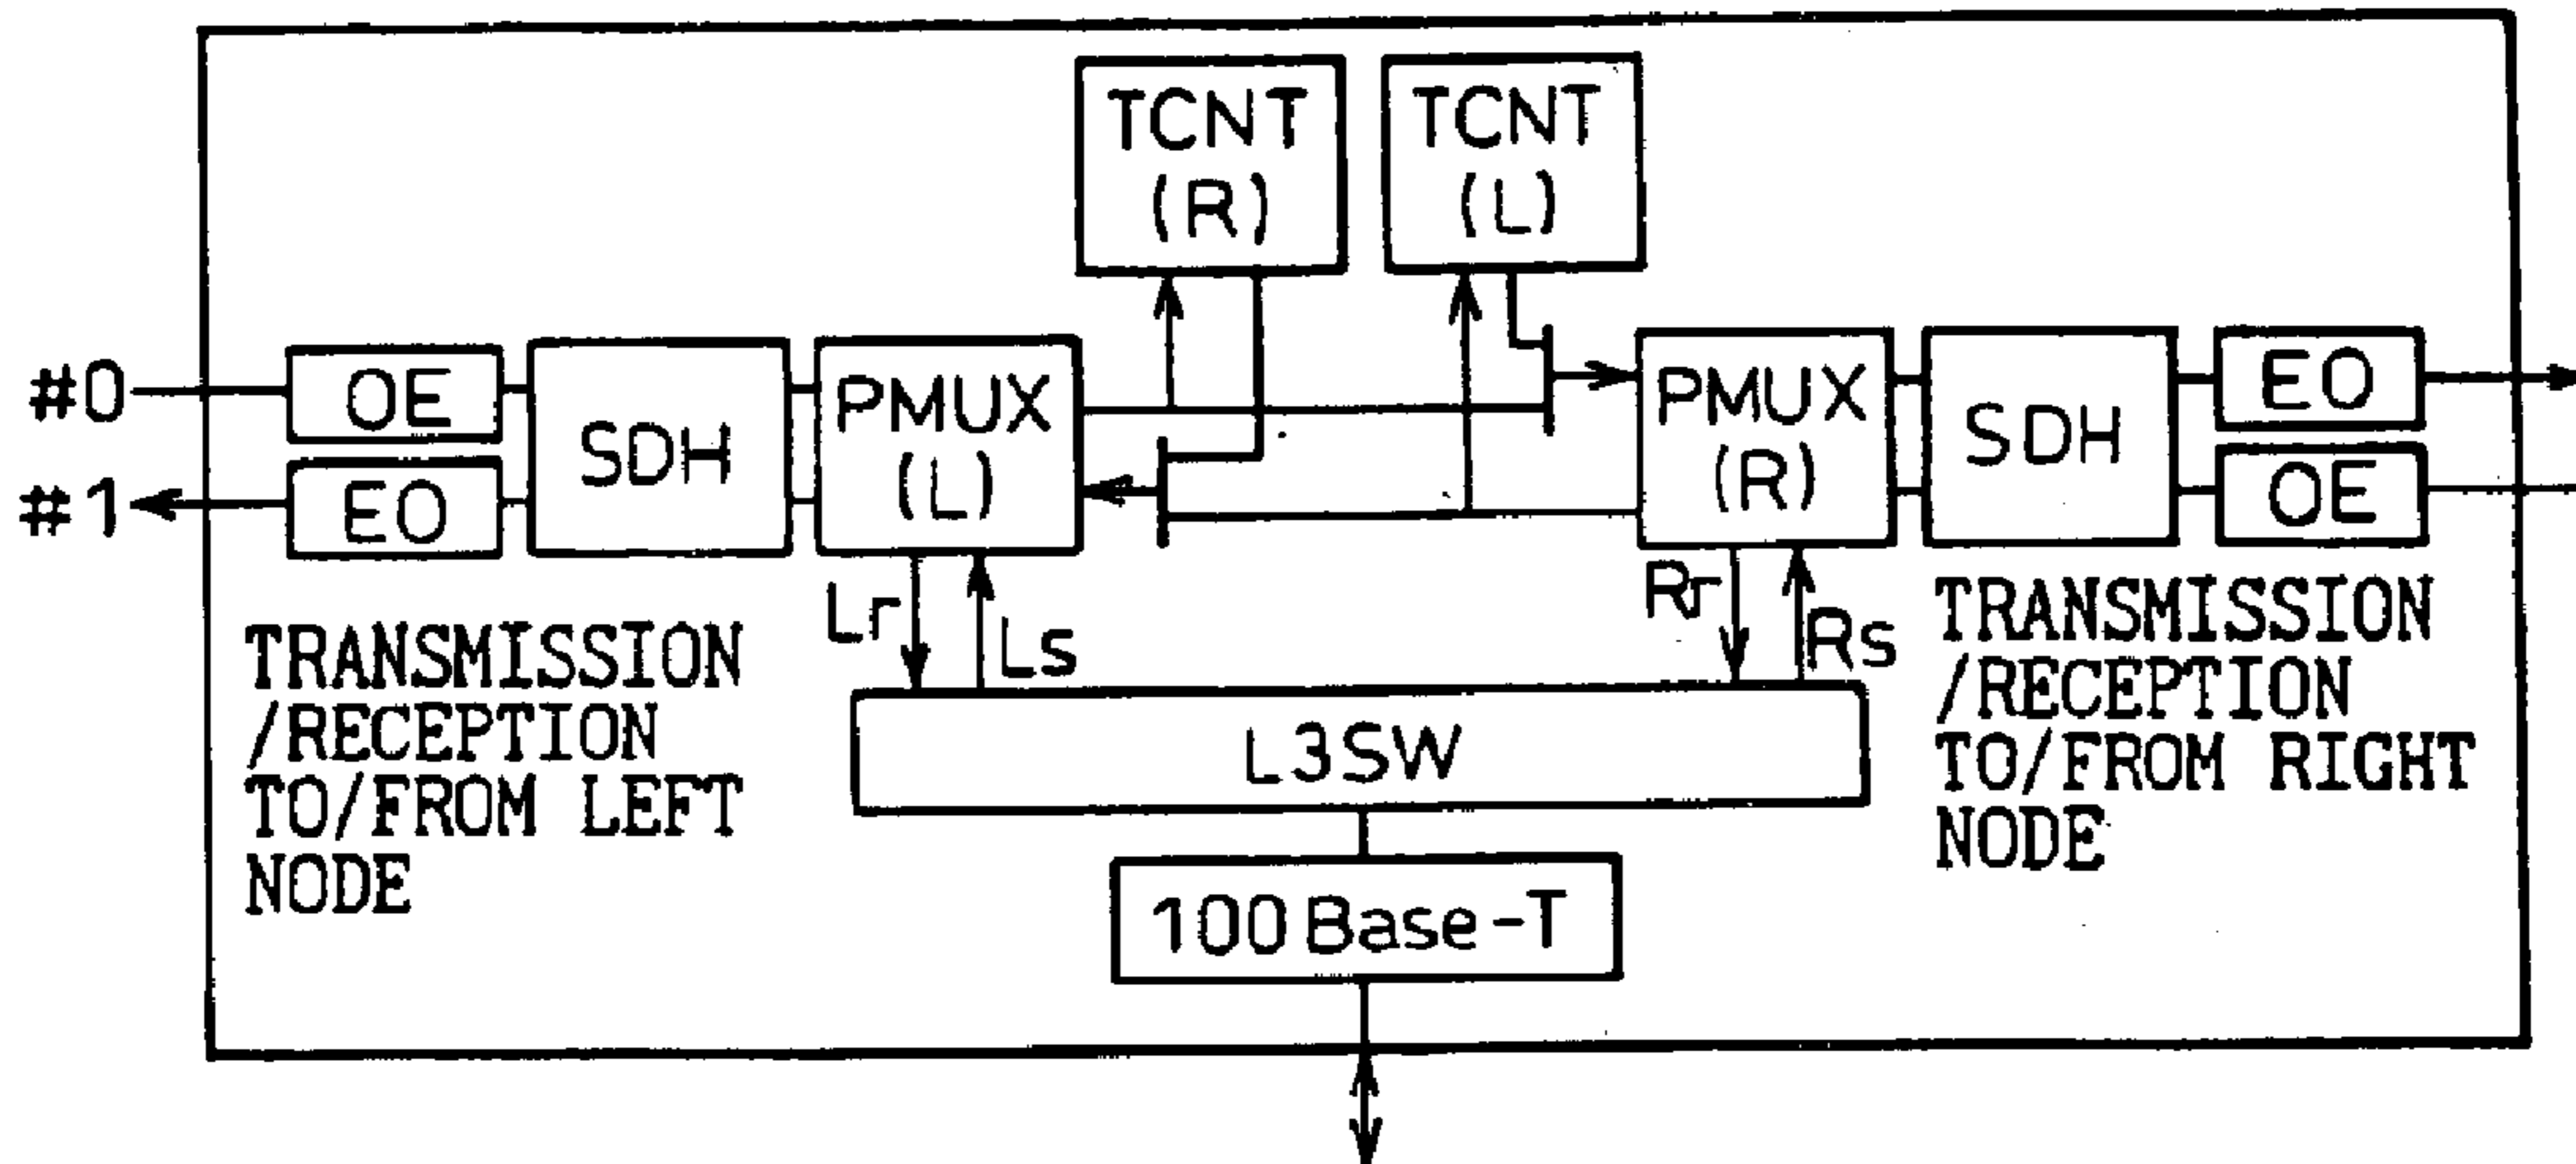 TCNT
(R)
TCNT
(L)
#0
OE
#1
EO
SDH
PMUX
(L)
PMUX
(R)
SDH
EO
OE
Lr
Ls
Rr
Rs
TRANSMISSION
/RECEPTION
TO/FROM LEFT
NODE
TRANSMISSION
/RECEPTION
TO/FROM RIGHT
NODE
L3SW
100 Base-T